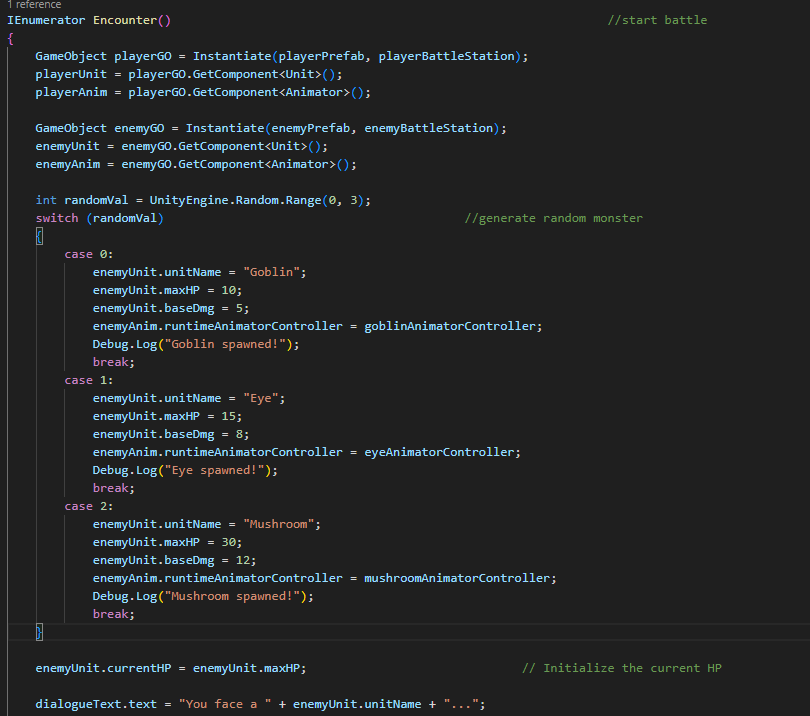 1 reference
IEnumerator Encounter() //start battle
{
GameObject playerGO = Instantiate(playerPrefab, playerBattleStation);
playerUnit = playerGO.GetComponent<Unit>();
playerAnim = playerGO.GetComponent<Animator>();
GameObject enemyGO = Instantiate(enemyPrefab, enemyBattleStation);
enemyUnit = enemyGO.GetComponent<Unit>();
enemyAnim = enemyGO.GetComponent<Animator>();
int randomVal = UnityEngine.Random.Range(0, 3);
switch (randomVal) //generate random monster
{
case 0:
enemyUnit.unitName = "Goblin";
enemyUnit.maxHP = 10;
enemyUnit.baseDmg = 5;
enemyAnim.runtimeAnimatorController = goblinAnimatorController;
Debug.Log("Goblin spawned!");
break;
case 1:
enemyUnit.unitName = "Eye";
enemyUnit.maxHP = 15;
enemyUnit.baseDmg = 8;
enemyAnim.runtimeAnimatorController = eyeAnimatorController;
Debug.Log("Eye spawned!");
break;
case 2:
enemyUnit.unitName = "Mushroom";
enemyUnit.maxHP = 30;
enemyUnit.baseDmg = 12;
enemyAnim.runtimeAnimatorController = mushroomAnimatorController;
Debug.Log("Mushroom spawned!");
break;
}
enemyUnit.currentHP = enemyUnit.maxHP; // Initialize the current HP
dialogueText.text = "You face a " + enemyUnit.unitName + "...";